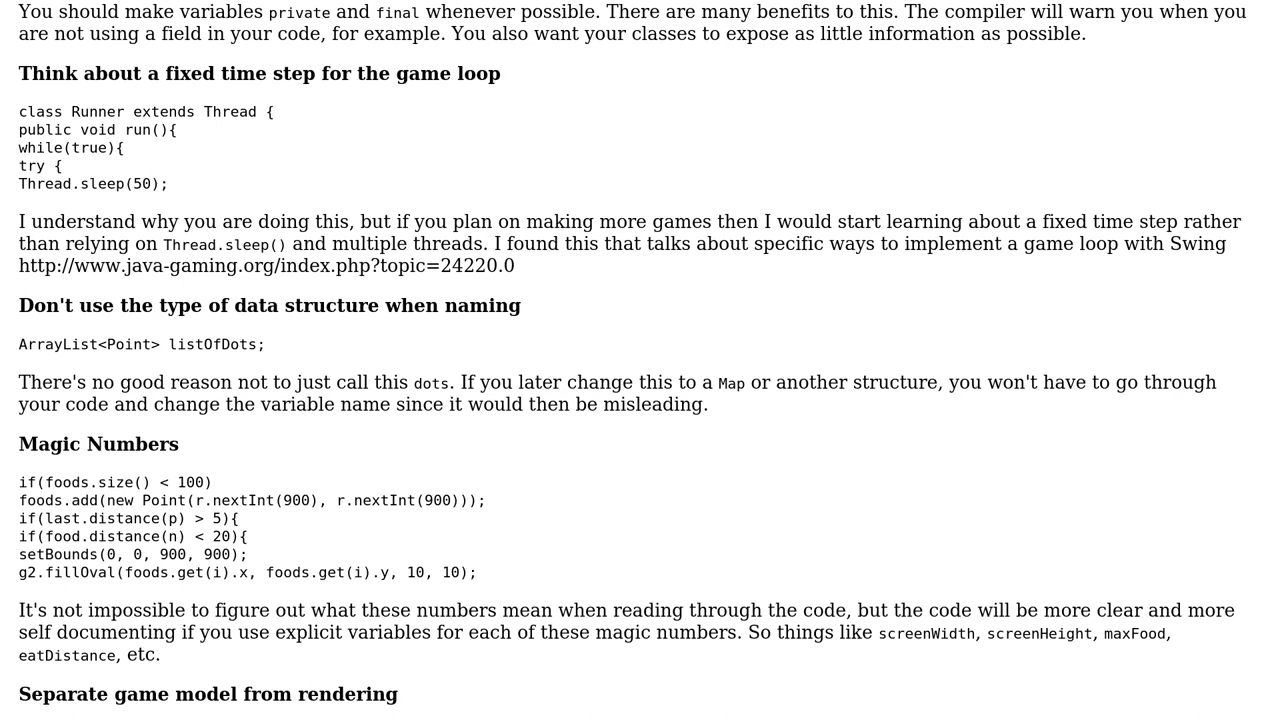 You should make variables private and final whenever possible. There are many benefits to this. The compiler will warn you when you
are not using a field in your code, for example. You also want your classes to expose as little information as possible.
Think about a fixed time step for the game loop
class Runner extends Thread {
public void run(){
while(true){
try {
Thread.sleep(50);
I understand why you are doing this, but if you plan on making more games then I would start learning about a fixed time step rather
than relying on Thread.sleep() and multiple threads. I found this that talks about specific ways to implement a game loop with Swing
http://www.java-gaming.org/index.php?topic=24220.0
Don't use the type of data structure when naming
ArrayList<Point> listOfDots;
There's no good reason not to just call this dots. If you later change this to a Map or another structure, you won't have to go through
your code and change the variable name since it would then be misleading.
Magic Numbers
if(foods.size() < 100)
foods.add(new Point(r.nextInt(900), r.nextInt(900)));
if(last.distance(p) > 5){
if(food.distance(n) < 20){
setBounds(0, 0, 900, 900);
g2.fillOval(foods.get(i).x, foods.get(i).y, 10, 10);
It's not impossible to figure out what these numbers mean when reading through the code, but the code will be more clear and more
self documenting if you use explicit variables for each of these magic numbers. So things like screenWidth, screenHeight, maxFood,
eatDistance, etc.
Separate game model from rendering